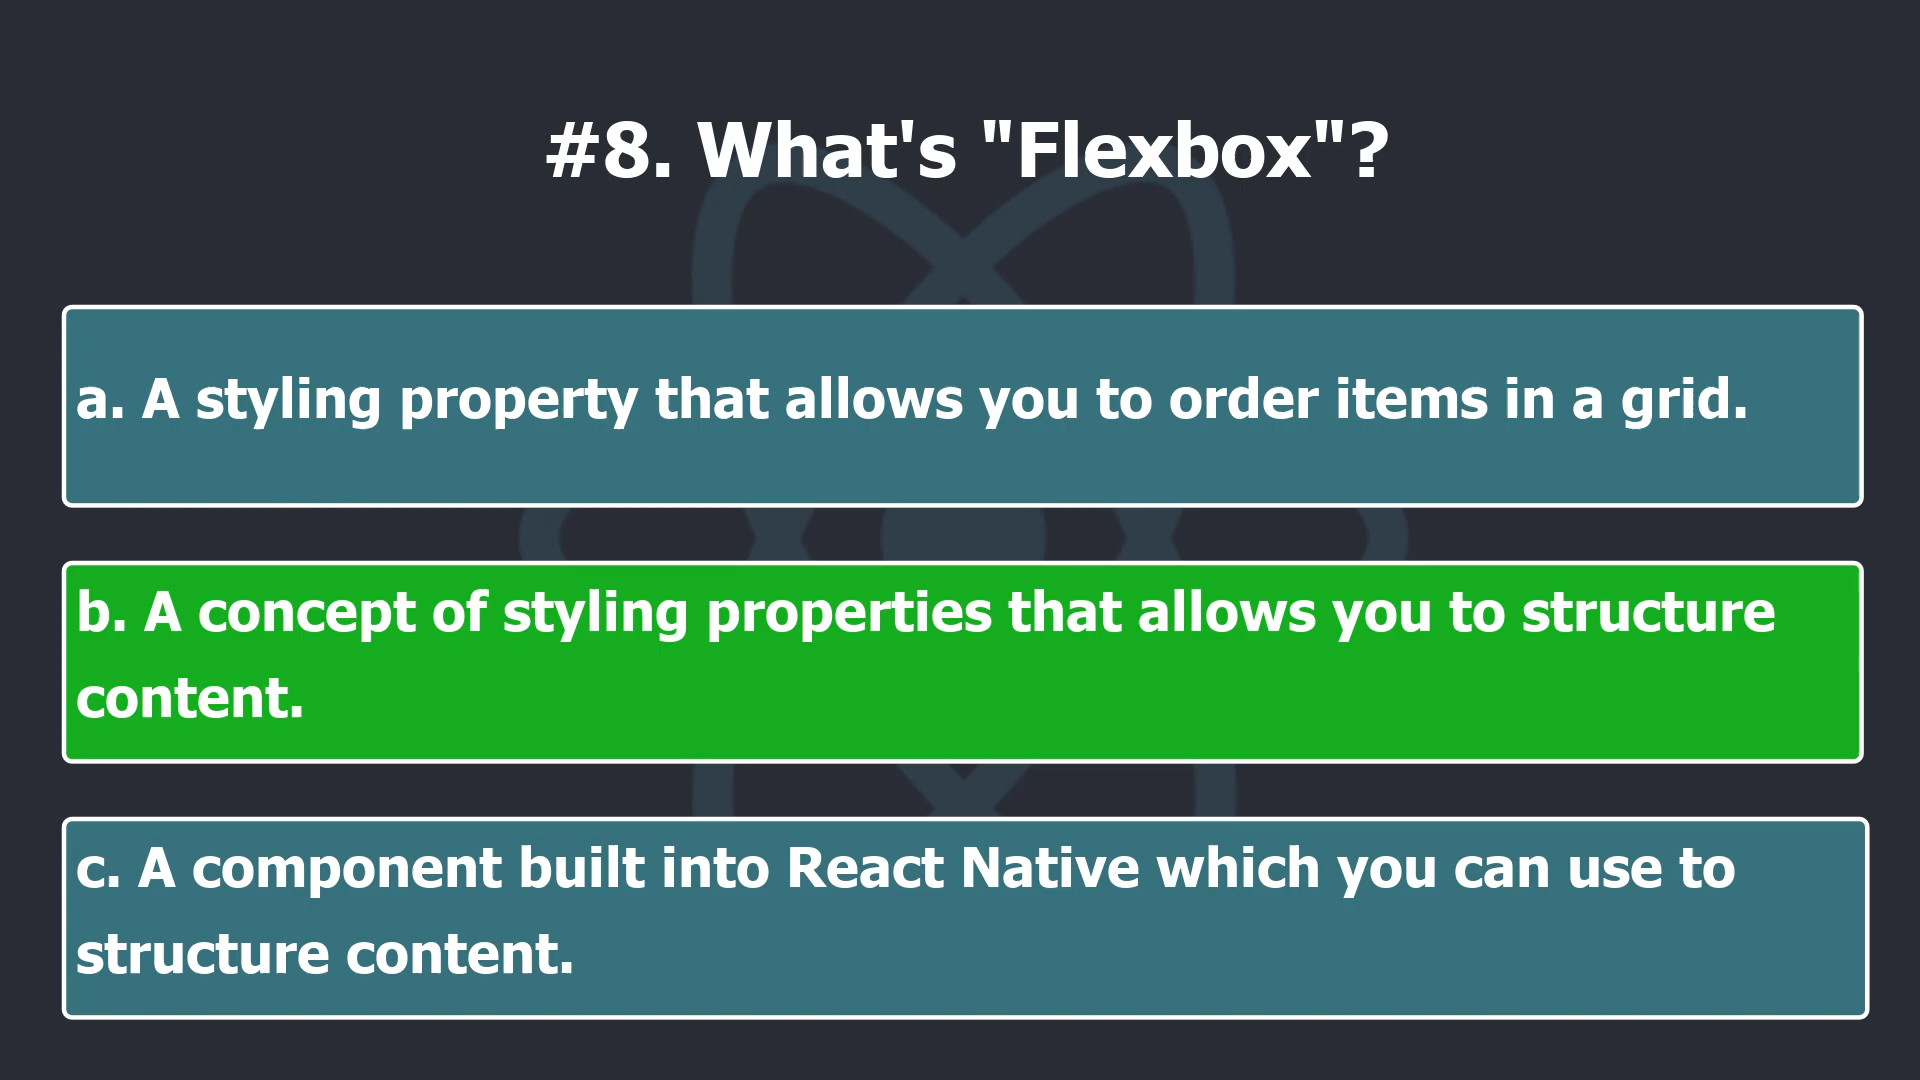 #8. What's "Flexbox"?
a. A styling property that allows you to order items in a grid.
b. A concept of styling properties that allows you to structure
content.
c. A component built into React Native which you can use to
structure content.